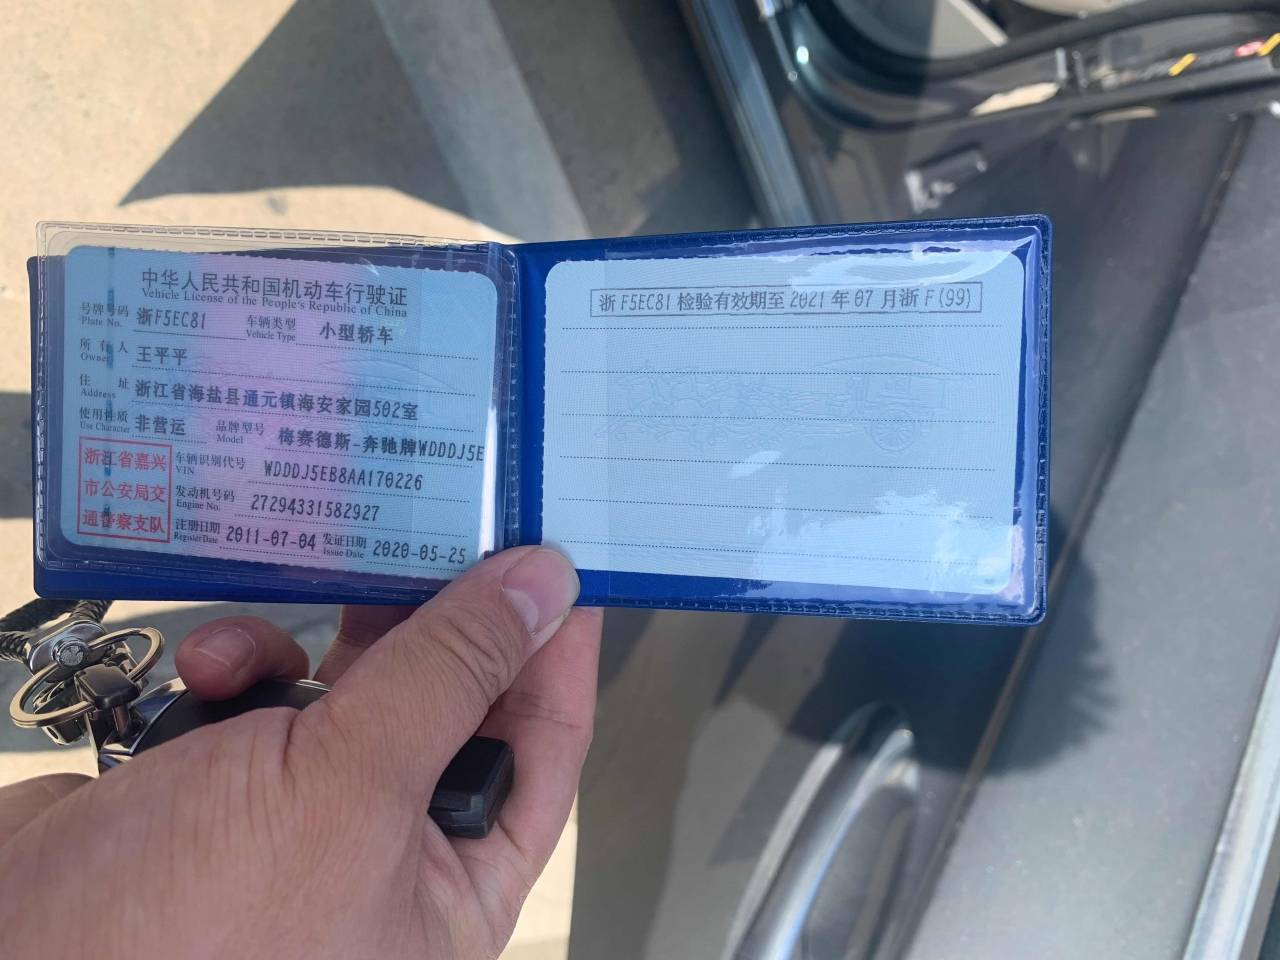 中华人民共和国机动车行驶证
Vehicle License of the People's Republic of China
号牌号码 浙F5EC81 车辆类型 小型轿车
Plate No. Vehicle Type
所有人 王平平
Owner
住址 浙江省海盐县通元镇海安家园502室
Address
使用性质 非营运 品牌型号 梅赛德斯-奔驰牌WDDDJ5E
Use Character Model
浙江省嘉兴
市公安局交
通警察支队
车辆识别代号 WDDDJ5EB8AA170226
VIN
发动机号码 27294331582927
Engine No.
注册日期 2011-07-04 发证日期 2020-05-25
Register Date Issue Date
浙F5EC81检验有效期至2021年07月浙F(99)